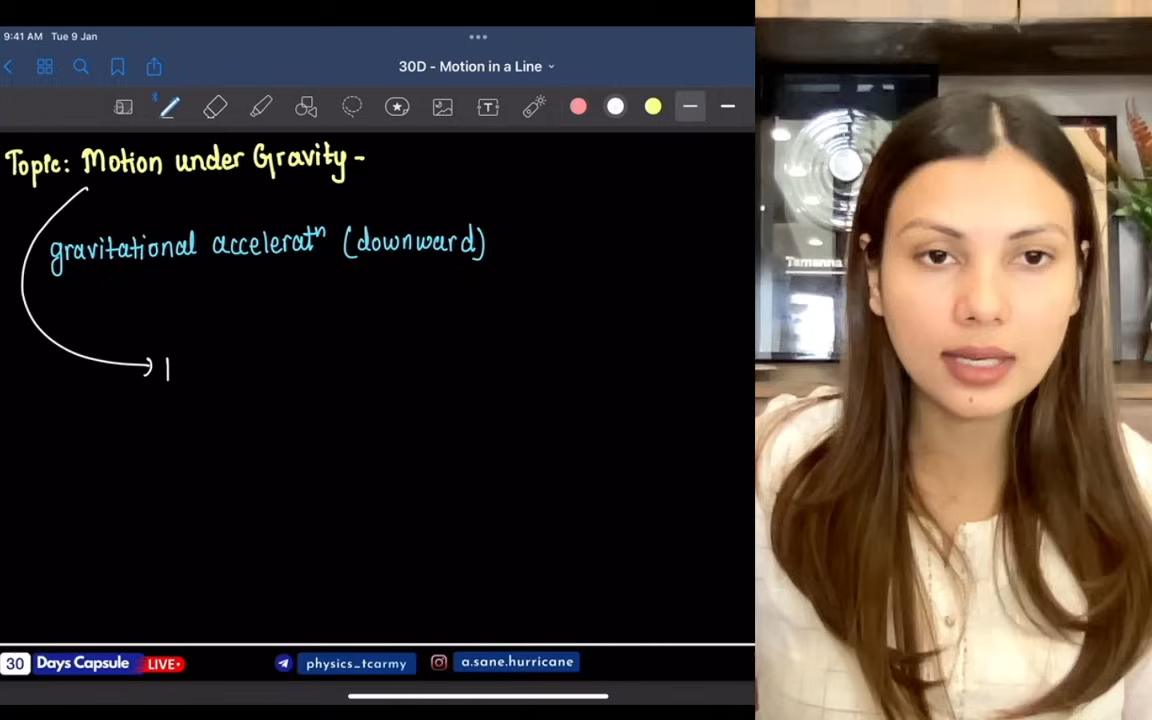 9:41 AM Tue 9 Jan
30D - Motion in a Line
T
Topic: Motion under Gravity -
gravitational acceleratⁿ (downward)
Tamanna
30 Days Capsule LIVE
physics_tcarmy
a.sane.hurricane